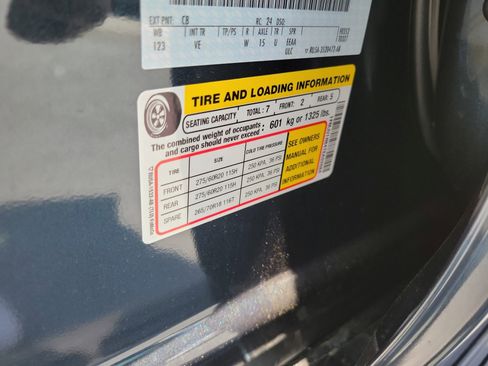 EXT PNT: CB RC: 24 DSO:
WB INT TR TP/PS R AXLE TR SPR
123 VE W 15 U EEAA
ULC
TIRE AND LOADING INFORMATION
SEATING CAPACITY TOTAL: 7 FRONT: 2 REAR: 5
The combined weight of occupants and cargo should never exceed 601 kg or 1325 lbs.
TIRE SIZE COLD TIRE PRESSURE
FRONT 275/60R20 115H 250 KPA, 36 PSI
REAR 275/60R20 115H 250 KPA, 36 PSI
SPARE 265/70R18 116T 250 KPA, 36 PSI
SEE OWNERS
MANUAL FOR
ADDITIONAL
INFORMATION